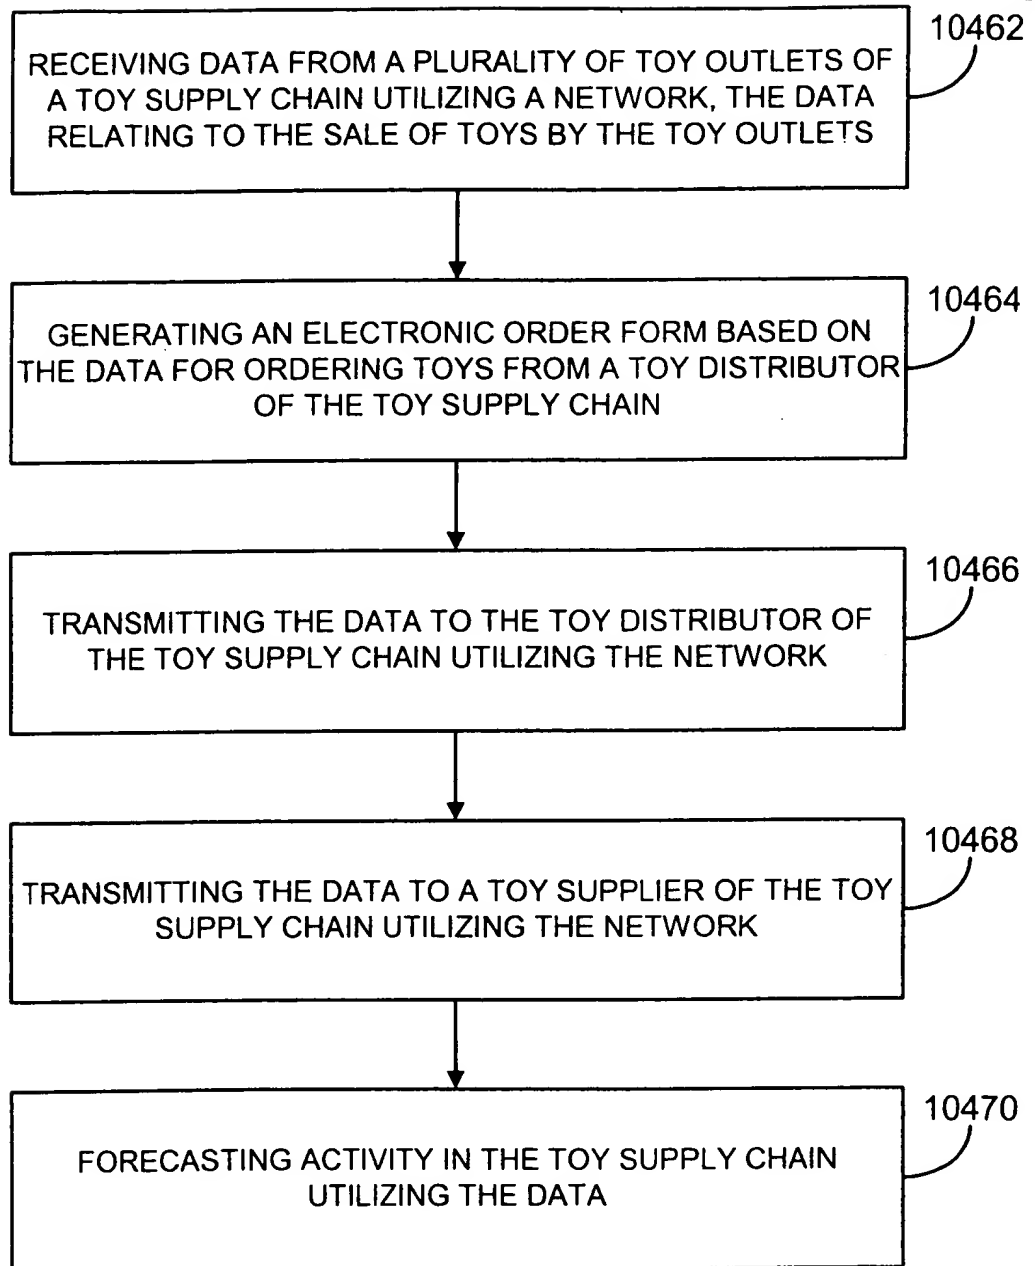 10462
RECEIVING DATA FROM A PLURALITY OF TOY OUTLETS OF
A TOY SUPPLY CHAIN UTILIZING A NETWORK, THE DATA
RELATING TO THE SALE OF TOYS BY THE TOY OUTLETS
10464
GENERATING AN ELECTRONIC ORDER FORM BASED ON
THE DATA FOR ORDERING TOYS FROM A TOY DISTRIBUTOR
OF THE TOY SUPPLY CHAIN
10466
TRANSMITTING THE DATA TO THE TOY DISTRIBUTOR OF
THE TOY SUPPLY CHAIN UTILIZING THE NETWORK
10468
TRANSMITTING THE DATA TO A TOY SUPPLIER OF THE TOY
SUPPLY CHAIN UTILIZING THE NETWORK
10470
FORECASTING ACTIVITY IN THE TOY SUPPLY CHAIN
UTILIZING THE DATA